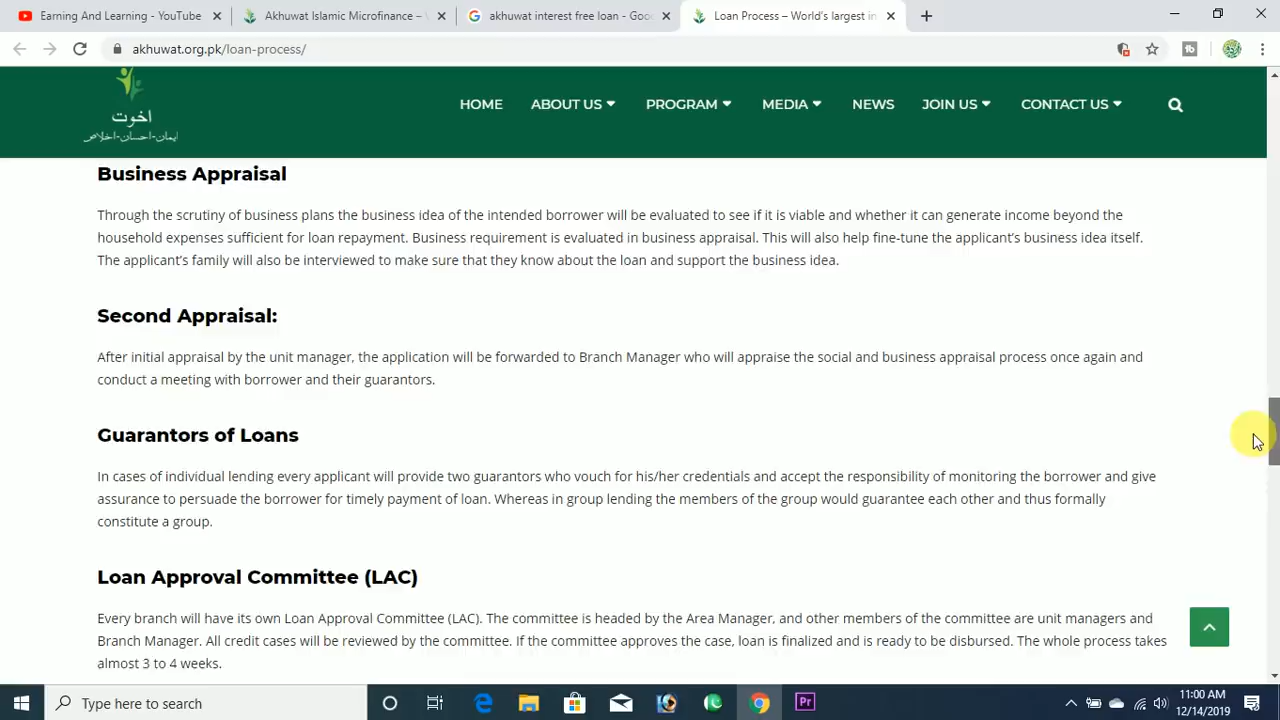 Earning And Learning - YouTube
Akhuwat Islamic Microfinance –
akhuwat interest free loan - Goo
Loan Process – World's largest in
akhuwat.org.pk/loan-process/
اخوت
ایمان-احسان-اخلاص
HOME ABOUT US PROGRAM MEDIA NEWS JOIN US CONTACT US
Business Appraisal
Through the scrutiny of business plans the business idea of the intended borrower will be evaluated to see if it is viable and whether it can generate income beyond the
household expenses sufficient for loan repayment. Business requirement is evaluated in business appraisal. This will also help fine-tune the applicant's business idea itself.
The applicant's family will also be interviewed to make sure that they know about the loan and support the business idea.
Second Appraisal:
After initial appraisal by the unit manager, the application will be forwarded to Branch Manager who will appraise the social and business appraisal process once again and
conduct a meeting with borrower and their guarantors.
Guarantors of Loans
In cases of individual lending every applicant will provide two guarantors who vouch for his/her credentials and accept the responsibility of monitoring the borrower and give
assurance to persuade the borrower for timely payment of loan. Whereas in group lending the members of the group would guarantee each other and thus formally
constitute a group.
Loan Approval Committee (LAC)
Every branch will have its own Loan Approval Committee (LAC). The committee is headed by the Area Manager, and other members of the committee are unit managers and
Branch Manager. All credit cases will be reviewed by the committee. If the committee approves the case, loan is finalized and is ready to be disbursed. The whole process takes
almost 3 to 4 weeks.
Type here to search
Pr
11:00 AM
12/14/2019